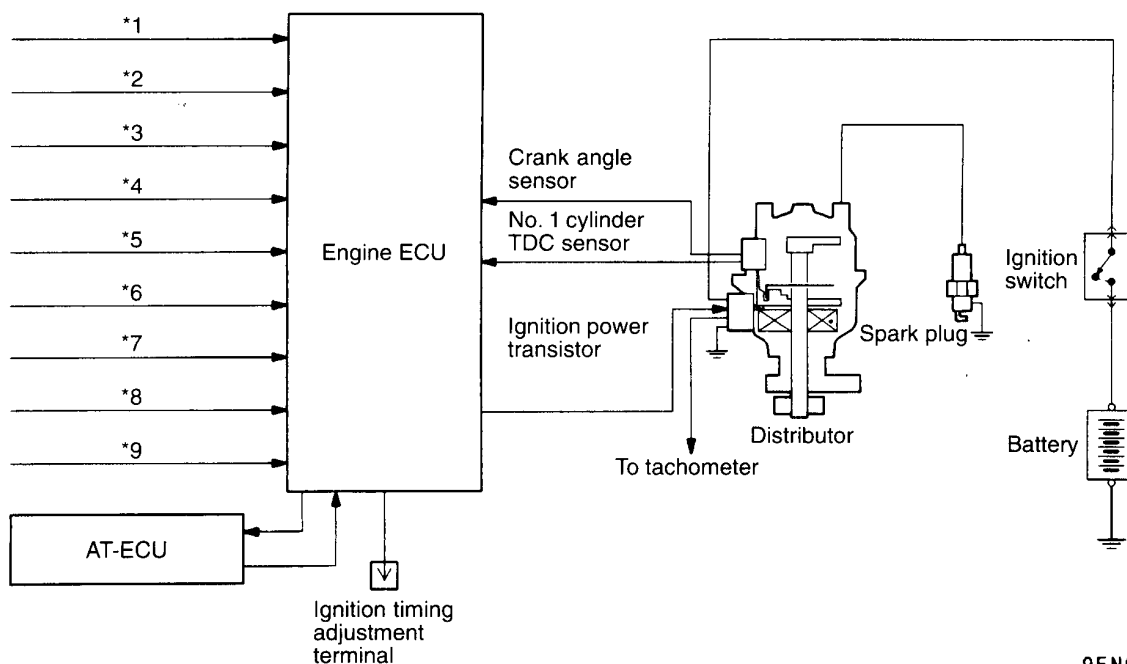 *1
*2
*3
*4
*5
*6
*7
*8
*9
Engine ECU
AT-ECU
Ignition timing
adjustment
terminal
Crank angle
sensor
No. 1 cylinder
TDC sensor
Ignition power
transistor
To tachometer
Distributor
Spark plug
Ignition
switch
Battery